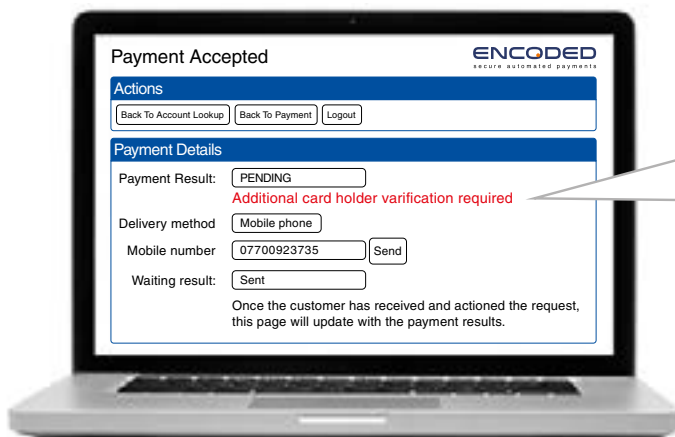 Payment Accepted
ENCODED
secure automated payments
Actions
Back To Account Lookup Back To Payment Logout
Payment Details
Payment Result: PENDING
Additional card holder varification required
Delivery method Mobile phone
Mobile number 07700923735 Send
Waiting result: Sent
Once the customer has received and actioned the request,
this page will update with the payment results.